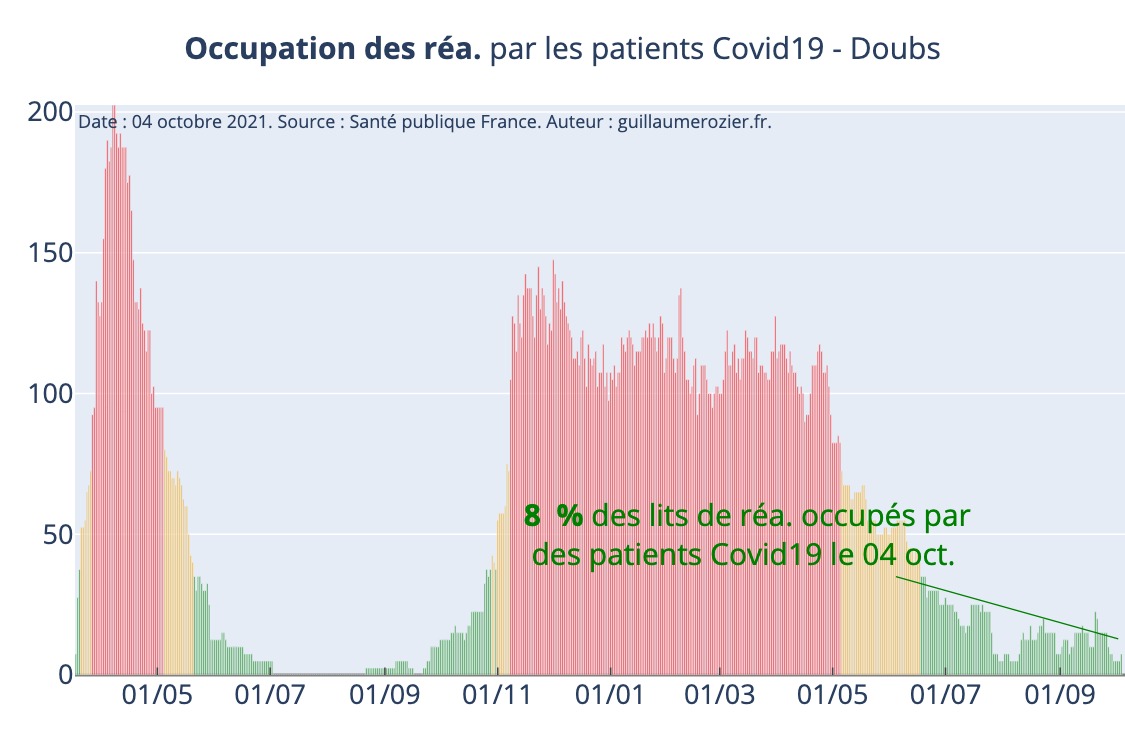 Occupation des réa. par les patients Covid19 - Doubs
200
Date : 04 octobre 2021. Source : Santé publique France. Auteur : guillaumerozier.fr.
150
100
8 % des lits de réa. occupés par
50
des patients Covid19 le 04 oct.
0
01/05 01/07 01/09 01/11 01/01 01/03 01/05 01/07 01/09